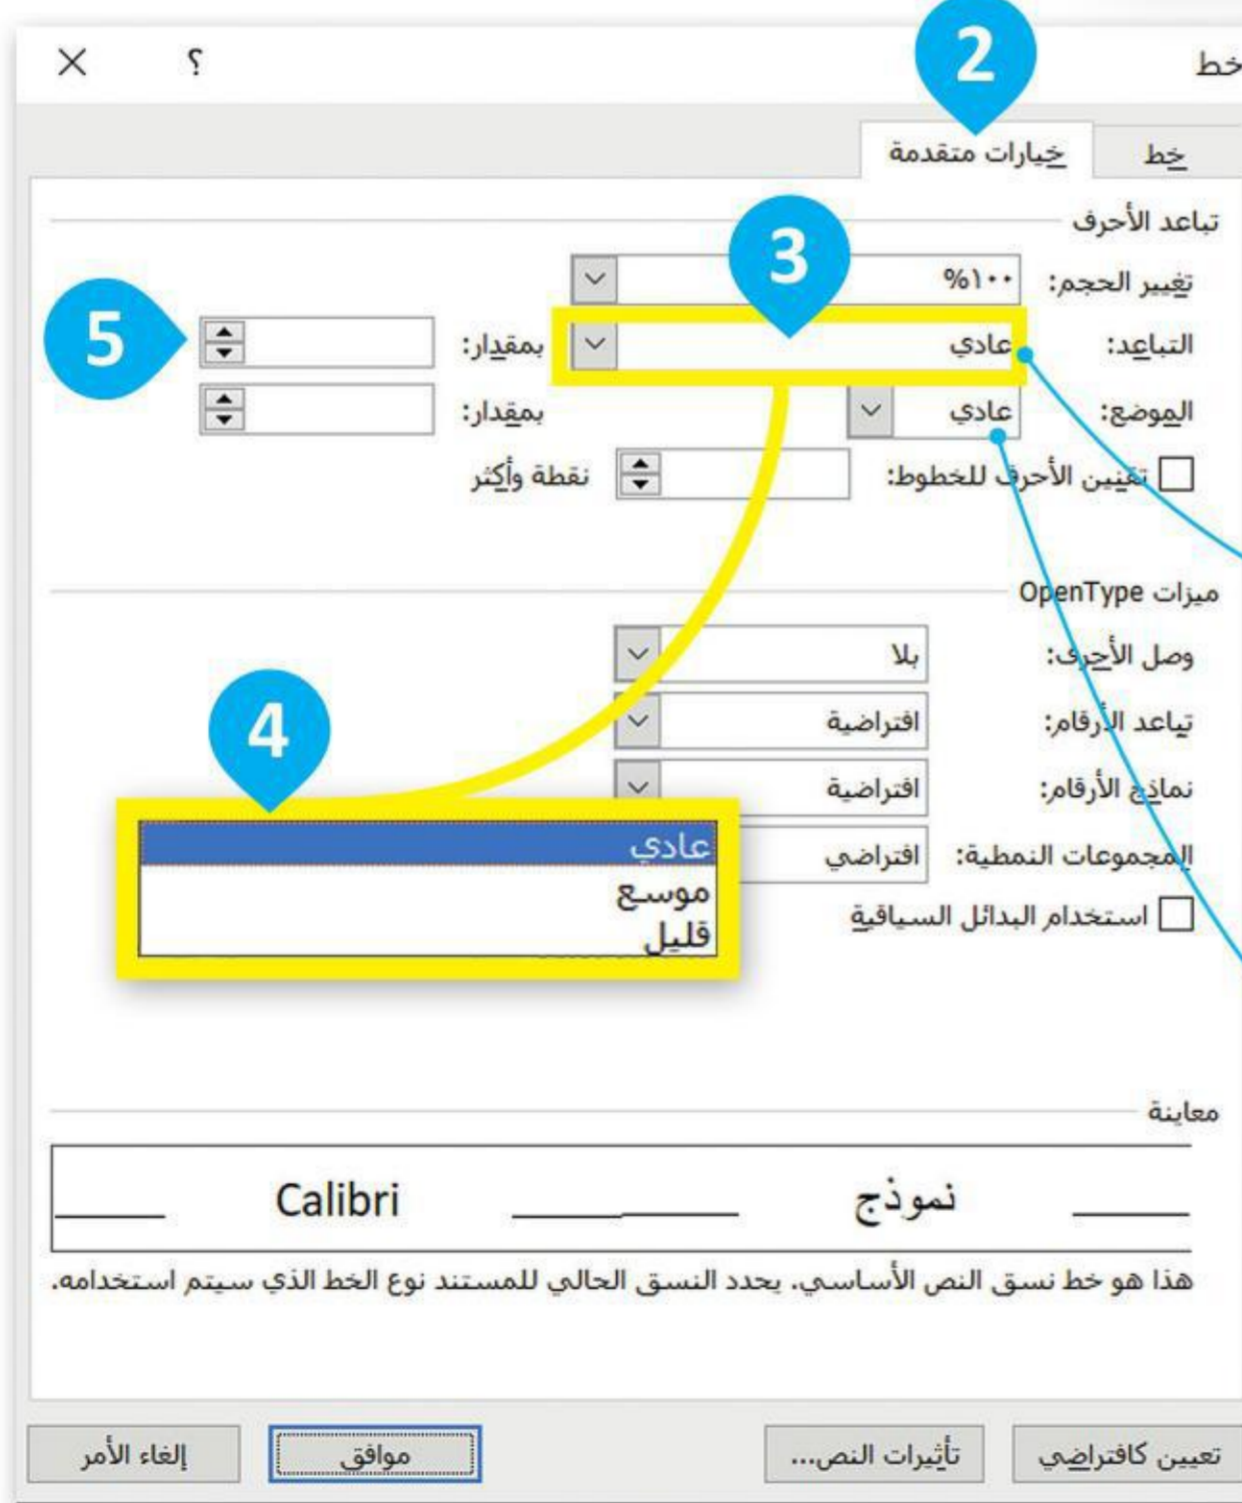 خط
؟
2
خط
خيارات متقدمة
تباعد الأحرف
تغيير الحجم: ١٠٠%
3
التباعد: عادي بمقدار:
5
الموضع: عادي بمقدار:
تقنين الأحرف للخطوط: نقطة وأكثر
ميزات OpenType
وصل الأحرف: بلا
تباعد الأرقام: افتراضية
4
نماذج الأرقام: افتراضية
المجموعات النمطية: افتراضي
استخدام البدائل السياقية
عادي
موسع
قليل
معاينة
نموذج Calibri
هذا هو خط نسق النص الأساسي. يحدد النسق الحالي للمستند نوع الخط الذي سيتم استخدامه.
تعيين كافتراضي
تأثيرات النص...
موافق
إلغاء الأمر